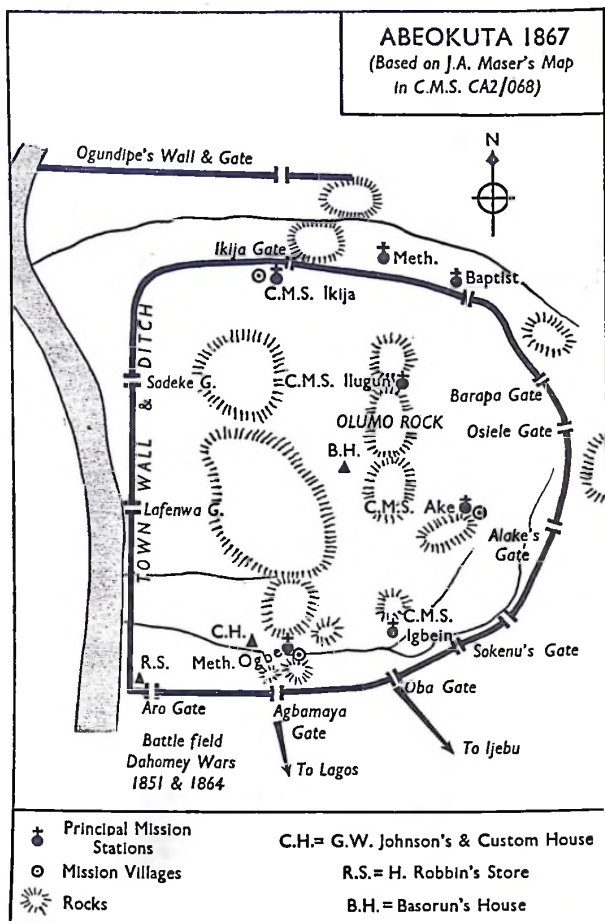 ABEOKUTA 1867
(Based on J.A. Maser's Map
in C.M.S. CA2/068)
N
Ogundipe's Wall & Gate
Ikija Gate
Meth.
Baptist
C.M.S. Ikija
TOWN WALL & DITCH
Sodeke G.
C.M.S. Ilugun
Barapa Gate
OLUMO ROCK
Osiele Gate
B.H.
Lafenwa G.
C.M.S. Ake
Alake's
Gate
C.M.S.
Igbein
C.H.
Meth. Ogbe
Sokenu's Gate
R.S.
Oba Gate
Aro Gate
Agbamaya
Gate
Battle field
Dahomey Wars
1851 & 1864
To Lagos
To Ijebu
Principal Mission
Stations
Mission Villages
Rocks
C.H.= G.W. Johnson's & Custom House
R.S.= H. Robbin's Store
B.H.= Basorun's House